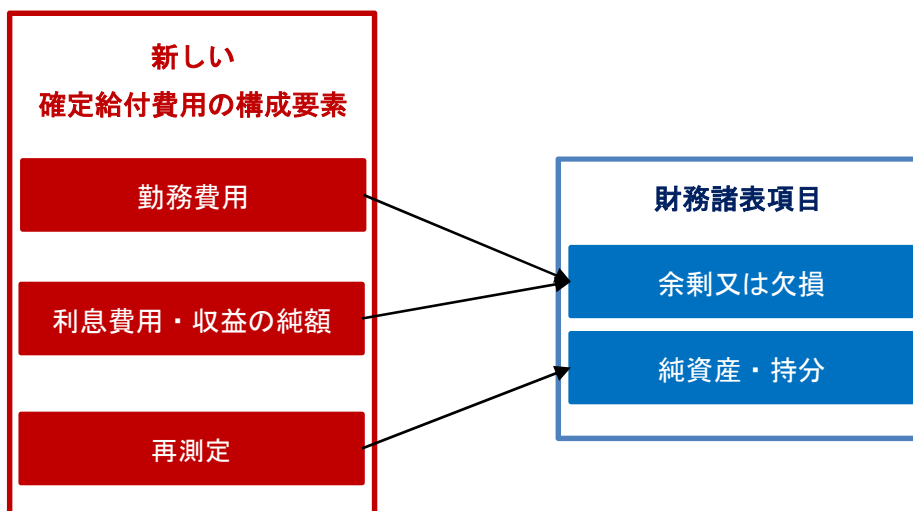 新しい
確定給付費用の構成要素
勤務費用
利息費用・収益の純額
再測定
財務諸表項目
余剰又は欠損
純資産・持分